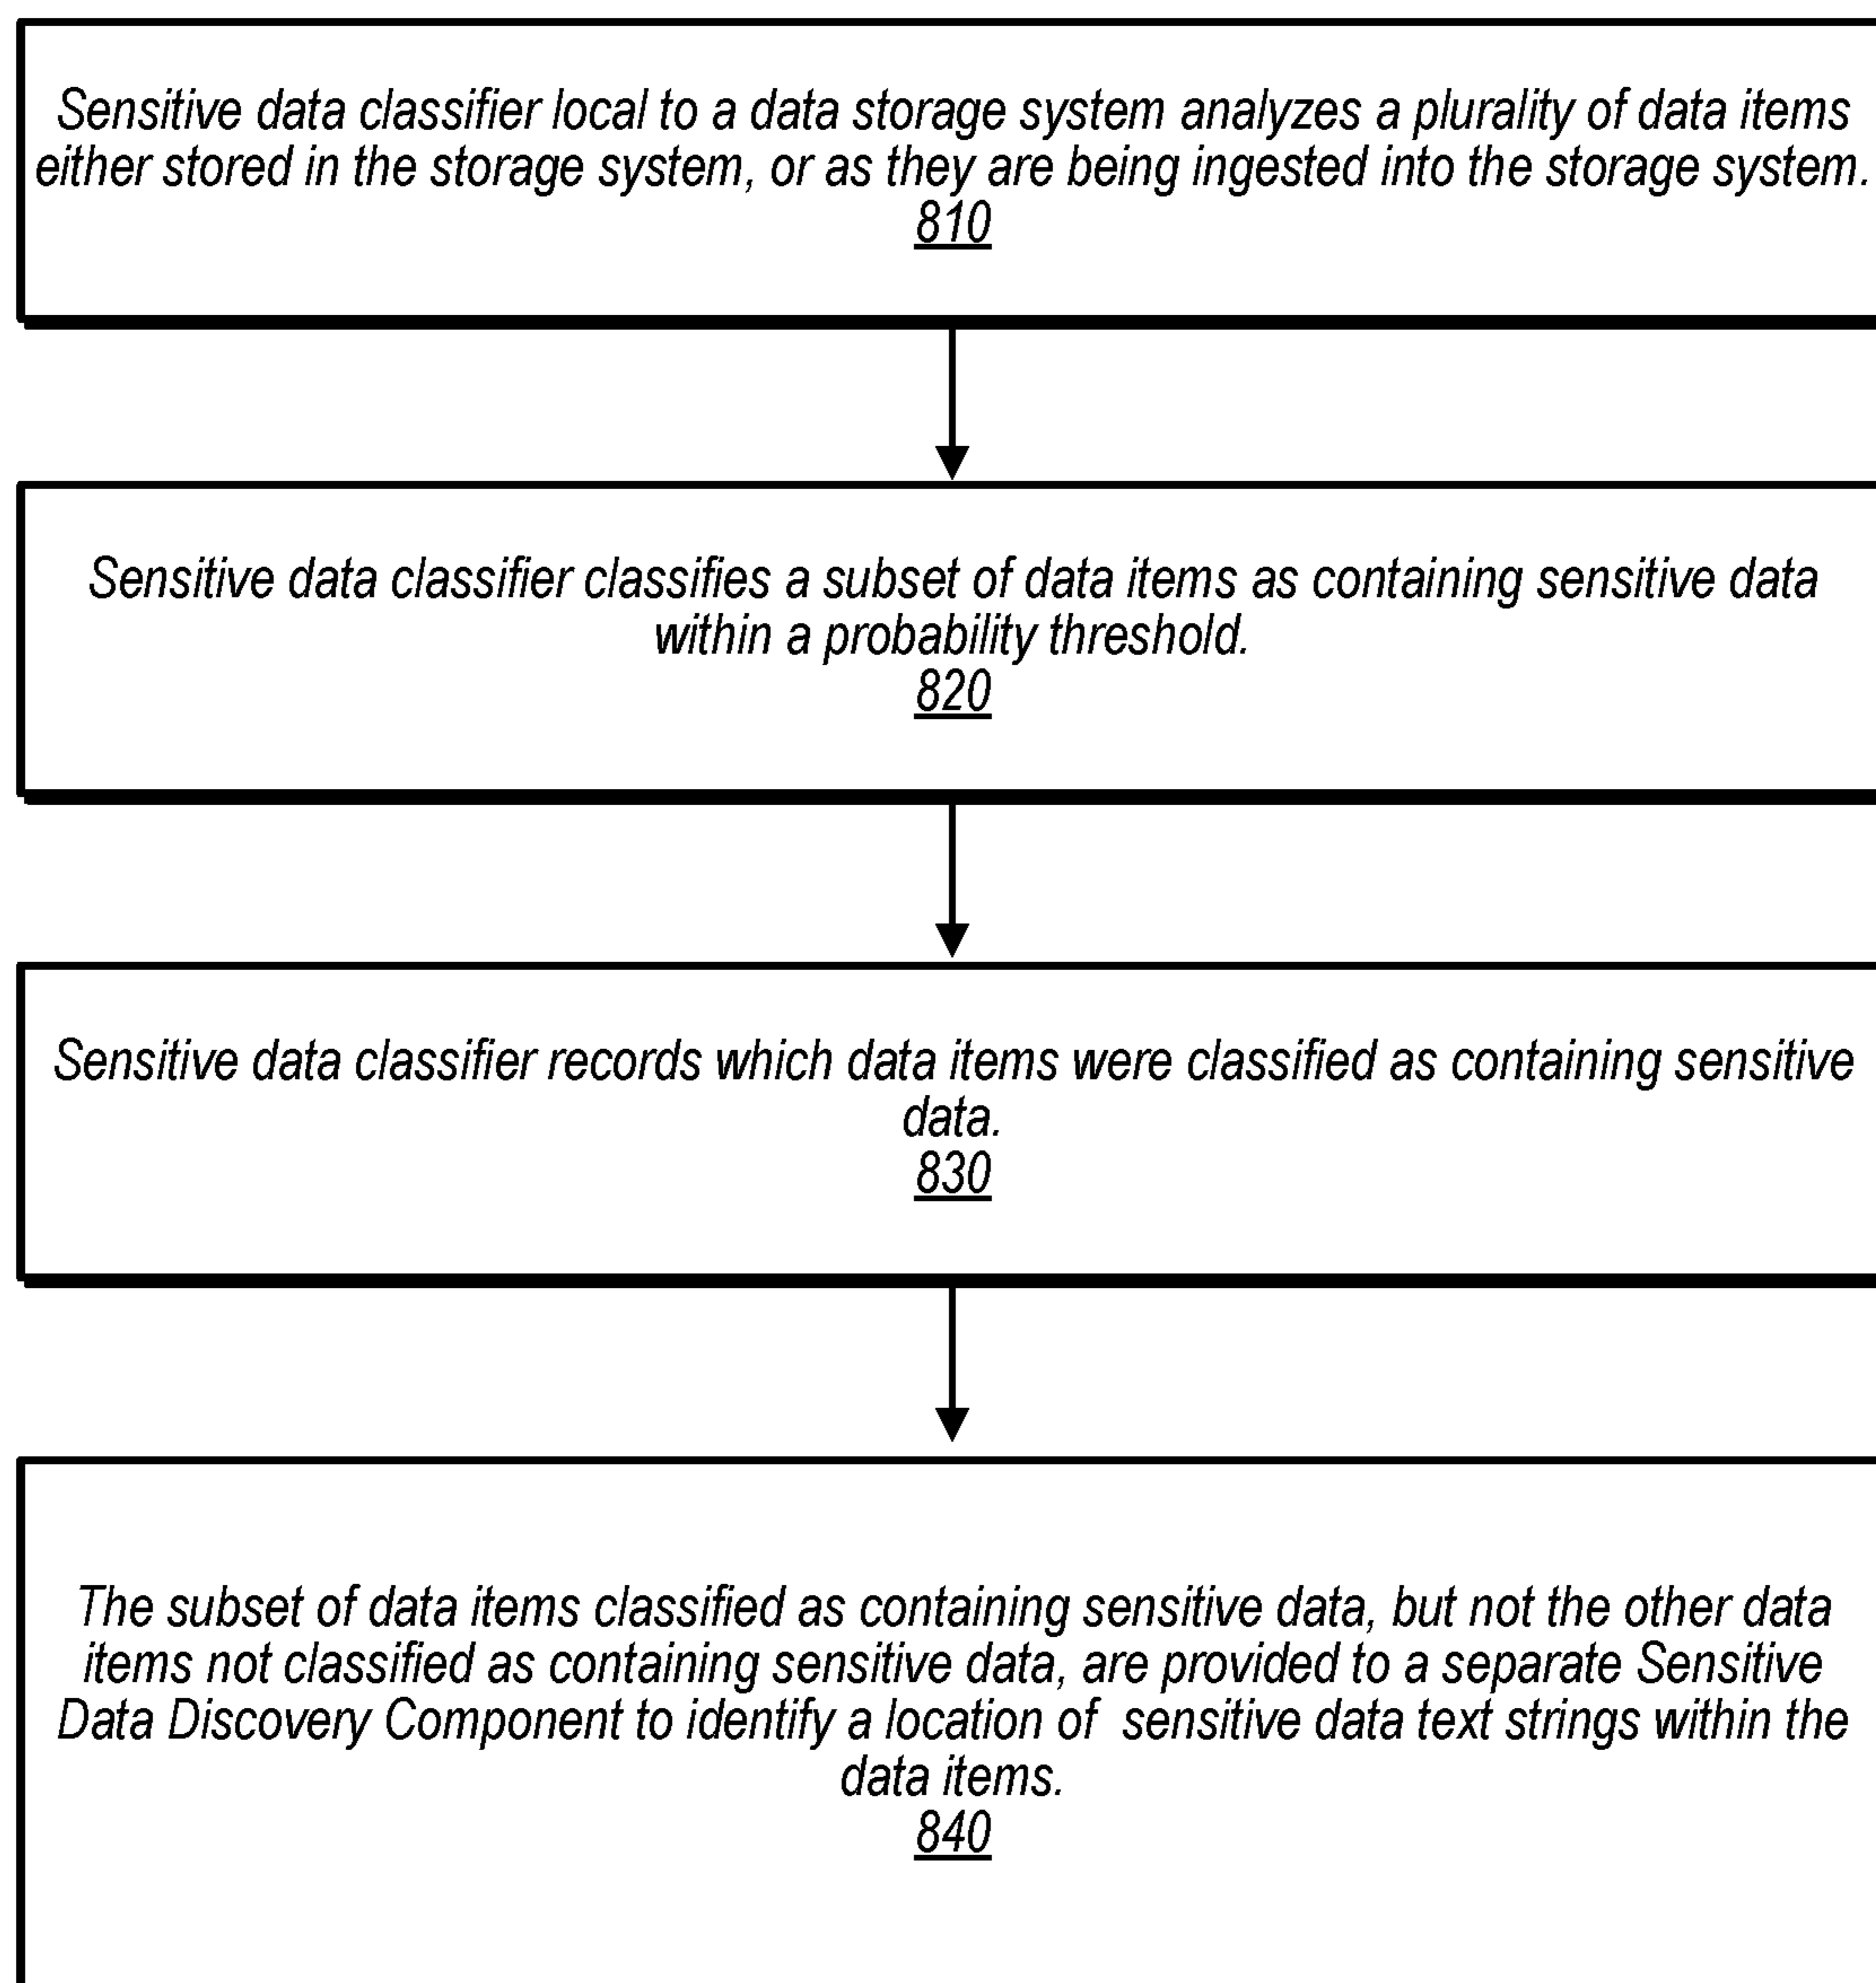 Sensitive data classifier local to a data storage system analyzes a plurality of data items
either stored in the storage system, or as they are being ingested into the storage system.
810
Sensitive data classifier classifies a subset of data items as containing sensitive data
within a probability threshold.
820
Sensitive data classifier records which data items were classified as containing sensitive
data.
830
The subset of data items classified as containing sensitive data, but not the other data
items not classified as containing sensitive data, are provided to a separate Sensitive
Data Discovery Component to identify a location of sensitive data text strings within the
data items.
840